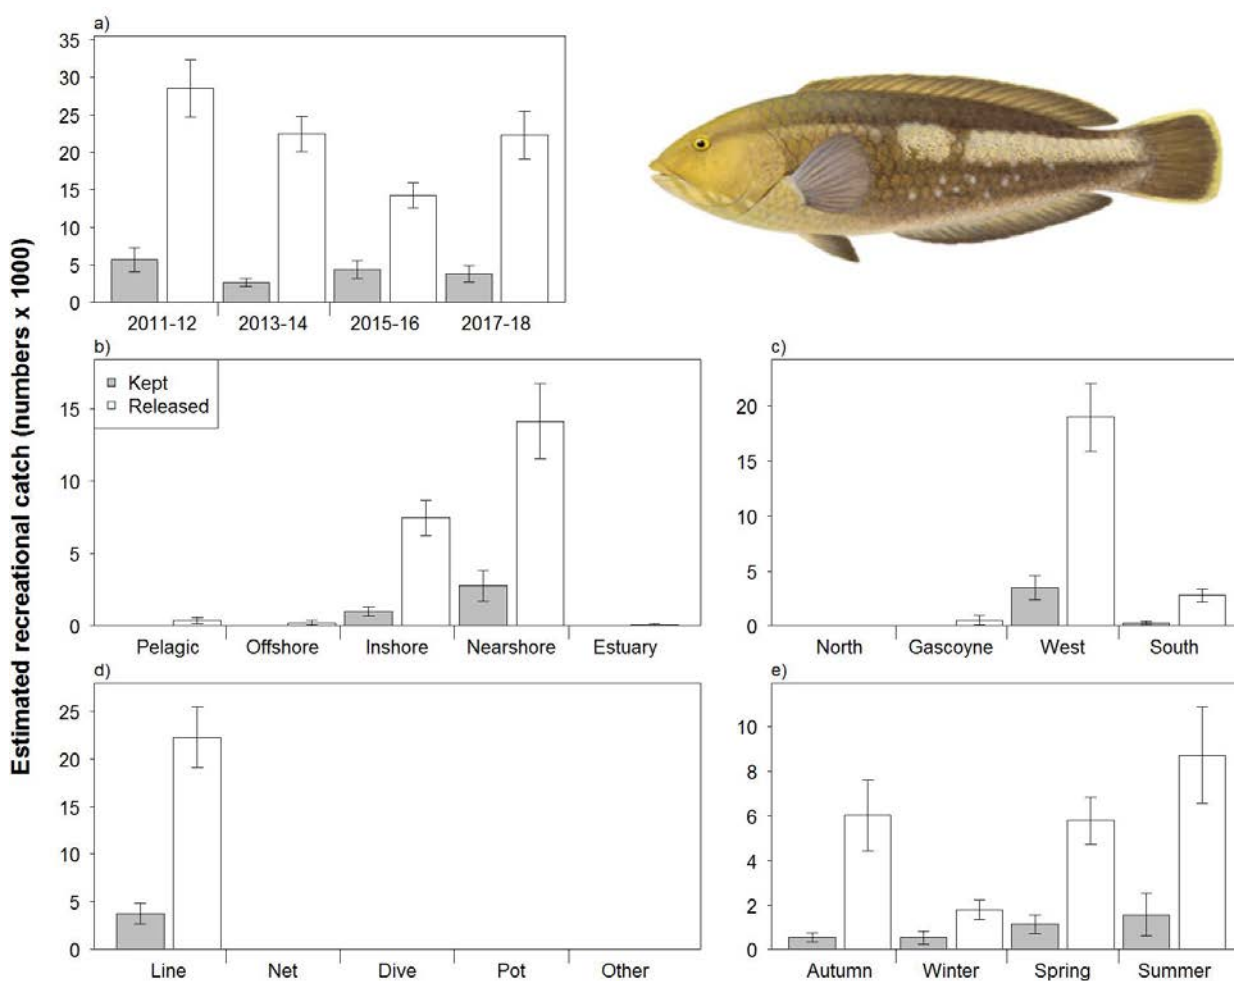 Estimated recreational catch (numbers x 1000)
a)
35
30
25
20
15
10
5
0
2011-12 2013-14 2015-16 2017-18
b)
Kept
Released
15
10
5
0
Pelagic Offshore Inshore Nearshore Estuary
c)
20
15
10
5
0
North Gascoyne West South
d)
25
20
15
10
5
0
Line Net Dive Pot Other
e)
10
8
6
4
2
0
Autumn Winter Spring Summer